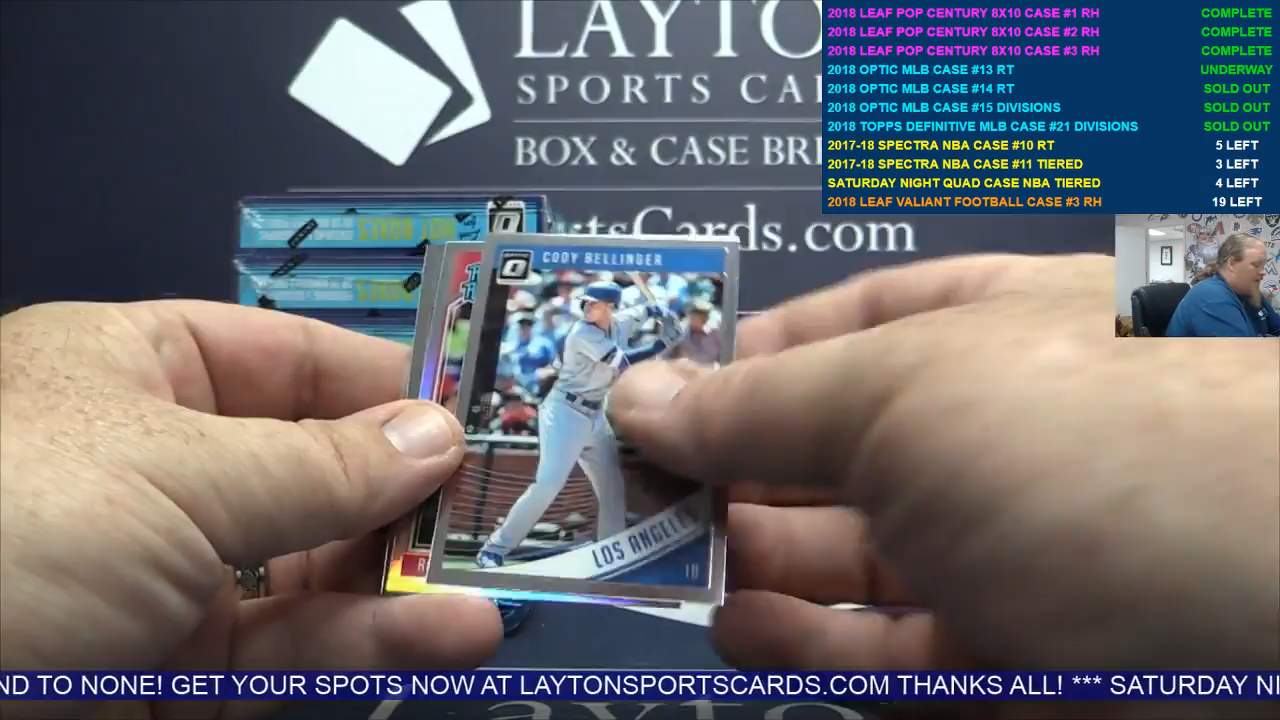 LAYTO
SPORTS CA
BOX & CASE BRE
tsCards.com
2018 LEAF POP CENTURY 8X10 CASE #1 RH COMPLETE
2018 LEAF POP CENTURY 8X10 CASE #2 RH COMPLETE
2018 LEAF POP CENTURY 8X10 CASE #3 RH COMPLETE
2018 OPTIC MLB CASE #13 RT UNDERWAY
2018 OPTIC MLB CASE #14 RT SOLD OUT
2018 OPTIC MLB CASE #15 DIVISIONS SOLD OUT
2018 TOPPS DEFINITIVE MLB CASE #21 DIVISIONS SOLD OUT
2017-18 SPECTRA NBA CASE #10 RT 5 LEFT
2017-18 SPECTRA NBA CASE #11 TIERED 3 LEFT
SATURDAY NIGHT QUAD CASE NBA TIERED 4 LEFT
2018 LEAF VALIANT FOOTBALL CASE #3 RH 19 LEFT
CODY BELLINGER
LOS ANGELES
ND TO NONE! GET YOUR SPOTS NOW AT LAYTONSPORTSCARDS.COM THANKS ALL! *** SATURDAY NI